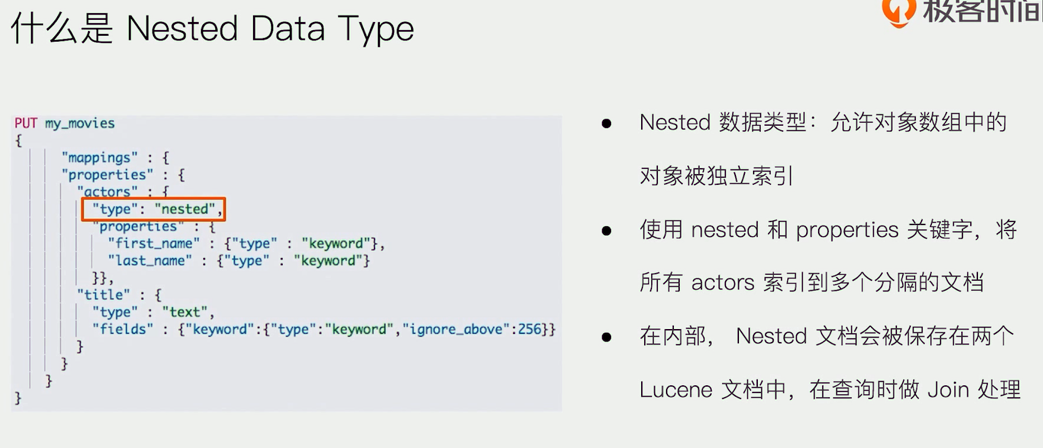 什么是 Nested Data Type
极客时间
PUT my_movies
{
"mappings" : {
"properties" : {
"actors" : {
"type": "nested",
"properties" : {
"first_name" : {"type" : "keyword"},
"last_name" : {"type" : "keyword"}
}},
"title" : {
"type" : "text",
"fields" : {"keyword":{"type":"keyword","ignore_above":256}}
}
}
}
}
● Nested 数据类型：允许对象数组中的
对象被独立索引
● 使用 nested 和 properties 关键字，将
所有 actors 索引到多个分隔的文档
● 在内部， Nested 文档会被保存在两个
Lucene 文档中，在查询时做 Join 处理